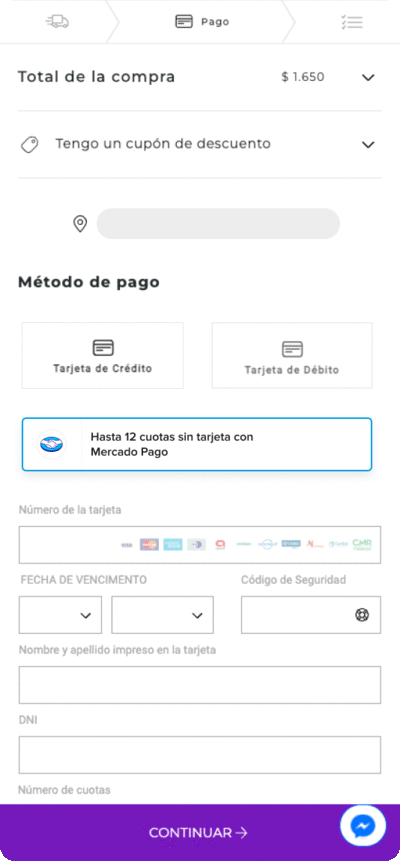 Pago
Total de la compra
$ 1.650
Tengo un cupón de descuento
Método de pago
Tarjeta de Crédito
Tarjeta de Débito
Hasta 12 cuotas sin tarjeta con
Mercado Pago
Número de la tarjeta
VISA
CMR
FECHA DE VENCIMENTO
Código de Seguridad
Nombre y apellido impreso en la tarjeta
DNI
Número de cuotas
CONTINUAR